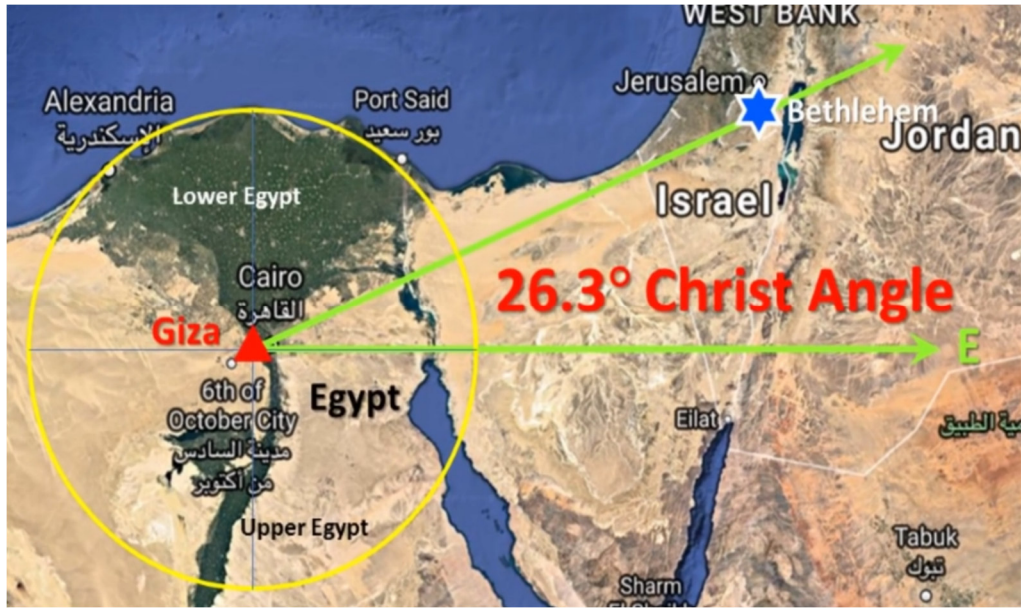 WEST BANK
Jerusalem
Alexandria
الإسكندرية
Port Said
بور سعيد
Bethlehem
Jordan
Lower Egypt
Israel
Cairo
القاهرة
26.3° Christ Angle
Giza
E
6th of
October City
مدينة السادس
من أكتوبر
Egypt
Eilat
Upper Egypt
Tabuk
تبوك
Sharm